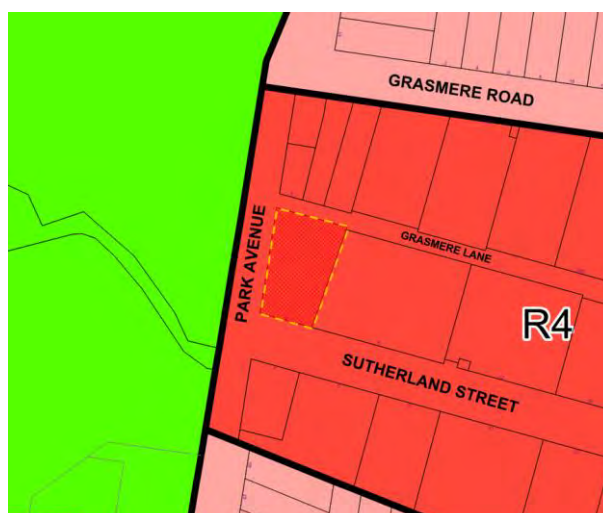 GRASMERE ROAD
PARK AVENUE
GRASMERE LANE
R4
SUTHERLAND STREET